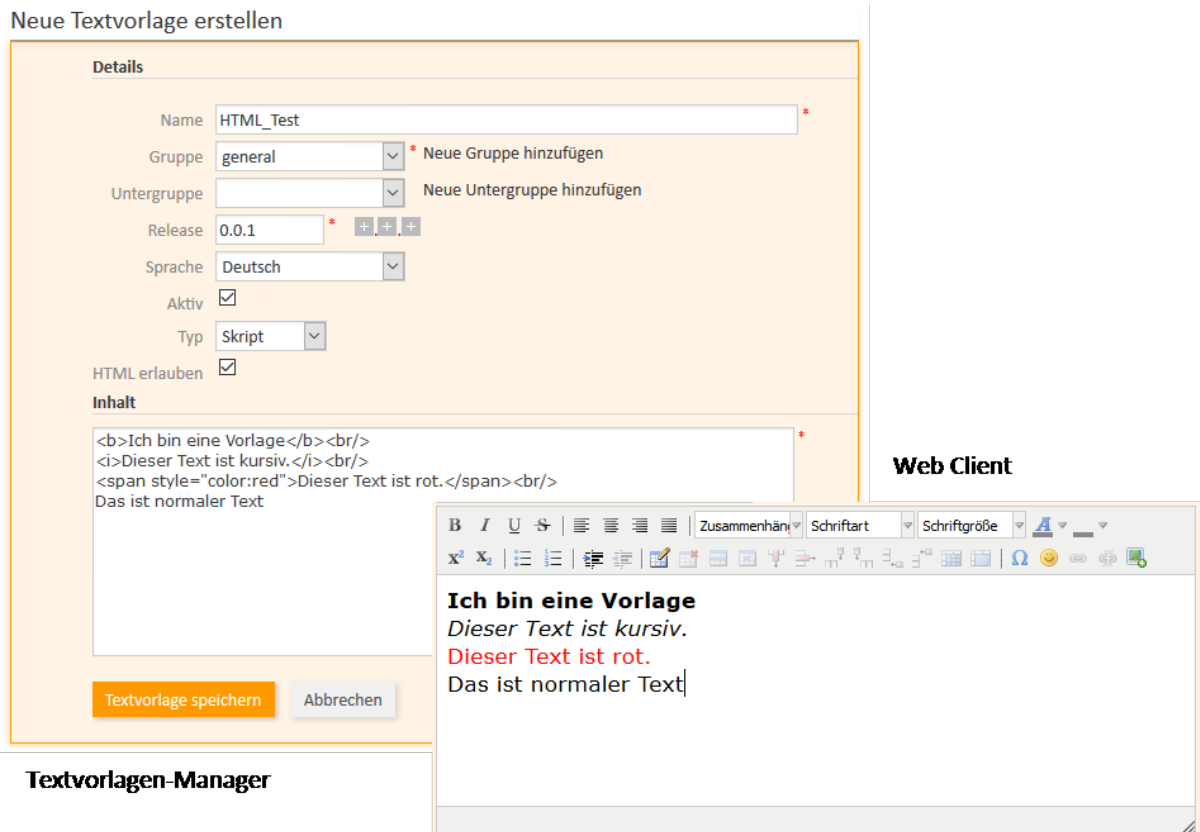 Neue Textvorlage erstellen
Details
Name HTML_Test *
Gruppe general * Neue Gruppe hinzufügen
Untergruppe Neue Untergruppe hinzufügen
Release 0.0.1 * + . + . +
Sprache Deutsch
Aktiv
Typ Skript
HTML erlauben
Inhalt
<b>Ich bin eine Vorlage</b><br/> *
<i>Dieser Text ist kursiv.</i><br/>
<span style="color:red">Dieser Text ist rot.</span><br/>
Das ist normaler Text
Textvorlage speichern Abbrechen
Textvorlagen-Manager
Web Client
B I U S Zusammenhäng Schriftart Schriftgröße A
x² X₂ Ω
Ich bin eine Vorlage
Dieser Text ist kursiv.
Dieser Text ist rot.
Das ist normaler Text